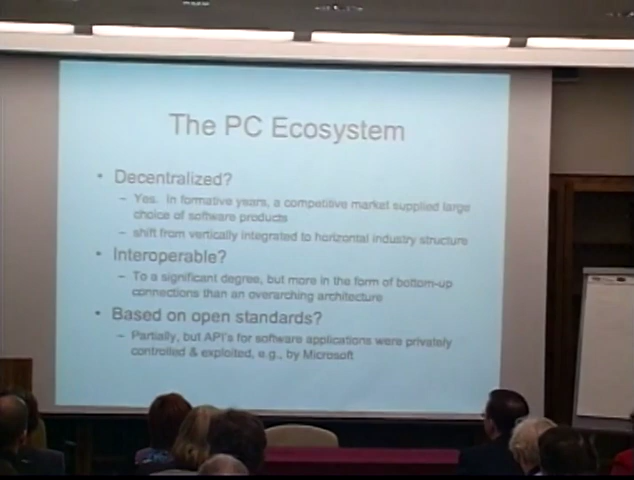 The PC Ecosystem
• Decentralized?
– Yes. In formative years, a competitive market supplied large
choice of software products
– shift from vertically integrated to horizontal industry structure
• Interoperable?
– To a significant degree, but more in the form of bottom-up
connections than an overarching architecture
• Based on open standards?
– Partially, but API's for software applications were privately
controlled & exploited, e.g., by Microsoft